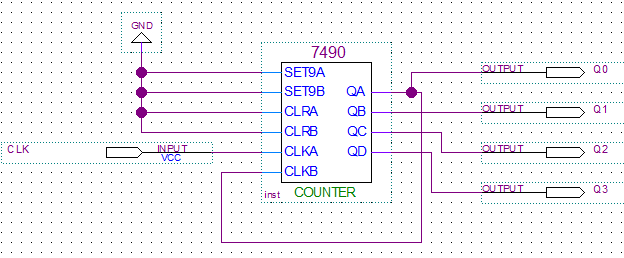 GND
7490
SET9A
SET9B QA
CLRA QB
CLRB QC
CLKA QD
CLKB
inst COUNTER
CLK INPUT
VCC
OUTPUT Q0
OUTPUT Q1
OUTPUT Q2
OUTPUT Q3